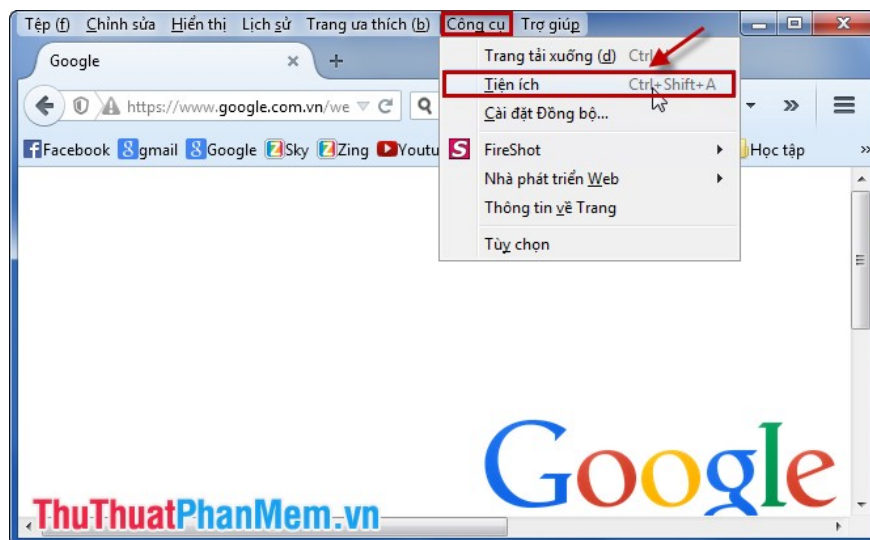 Tệp (f) Chỉnh sửa Hiển thị Lịch sử Trang ưa thích (b) Công cụ Trợ giúp
Google
Trang tải xuống (d)
Tiện ích Ctrl+Shift+A
https://www.google.com.vn/we
Cài đặt Đồng bộ...
Facebook gmail Google Sky Zing Youtu
FireShot
Học tập
Nhà phát triển Web
Thông tin về Trang
Tùy chọn
Google
ThuThuatPhanMem.vn